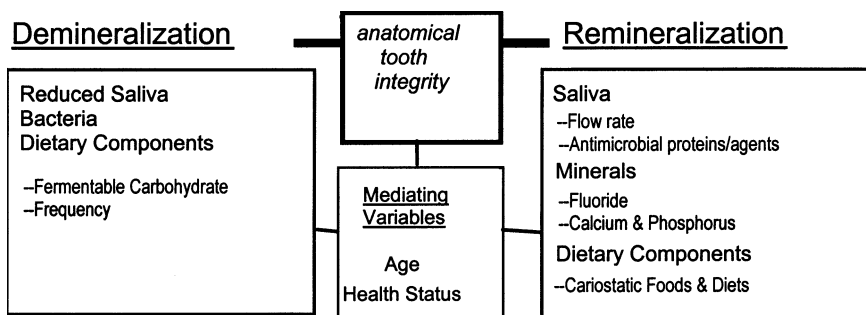 Demineralization
anatomical
tooth
integrity
Remineralization
Reduced Saliva
Bacteria
Dietary Components
--Fermentable Carbohydrate
--Frequency
Mediating
Variables
Age
Health Status
Saliva
--Flow rate
--Antimicrobial proteins/agents
Minerals
--Fluoride
--Calcium & Phosphorus
Dietary Components
--Cariostatic Foods & Diets